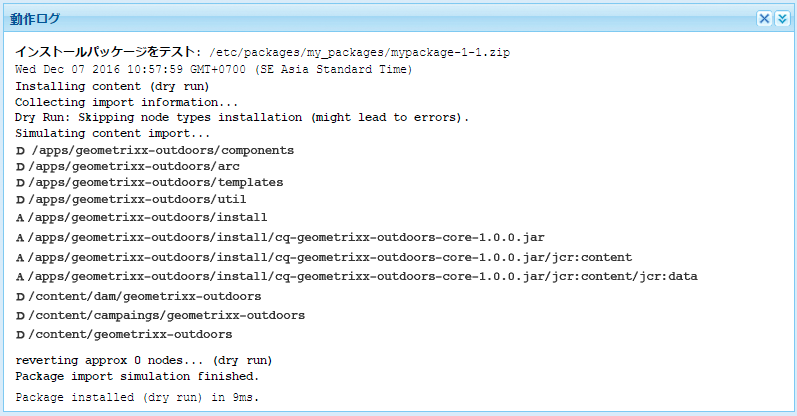 動作ログ
インストールパッケージをテスト: /etc/packages/my_packages/mypackage-1-1.zip
Wed Dec 07 2016 10:57:59 GMT+0700 (SE Asia Standard Time)
Installing content (dry run)
Collecting import information...
Dry Run: Skipping node types installation (might lead to errors).
Simulating content import...
D /apps/geometrixx-outdoors/components
D /apps/geometrixx-outdoors/arc
D /apps/geometrixx-outdoors/templates
D /apps/geometrixx-outdoors/util
A /apps/geometrixx-outdoors/install
A /apps/geometrixx-outdoors/install/cq-geometrixx-outdoors-core-1.0.0.jar
A /apps/geometrixx-outdoors/install/cq-geometrixx-outdoors-core-1.0.0.jar/jcr:content
A /apps/geometrixx-outdoors/install/cq-geometrixx-outdoors-core-1.0.0.jar/jcr:content/jcr:data
D /content/dam/geometrixx-outdoors
D /content/campaings/geometrixx-outdoors
D /content/geometrixx-outdoors
reverting approx 0 nodes... (dry run)
Package import simulation finished.
Package installed (dry run) in 9ms.